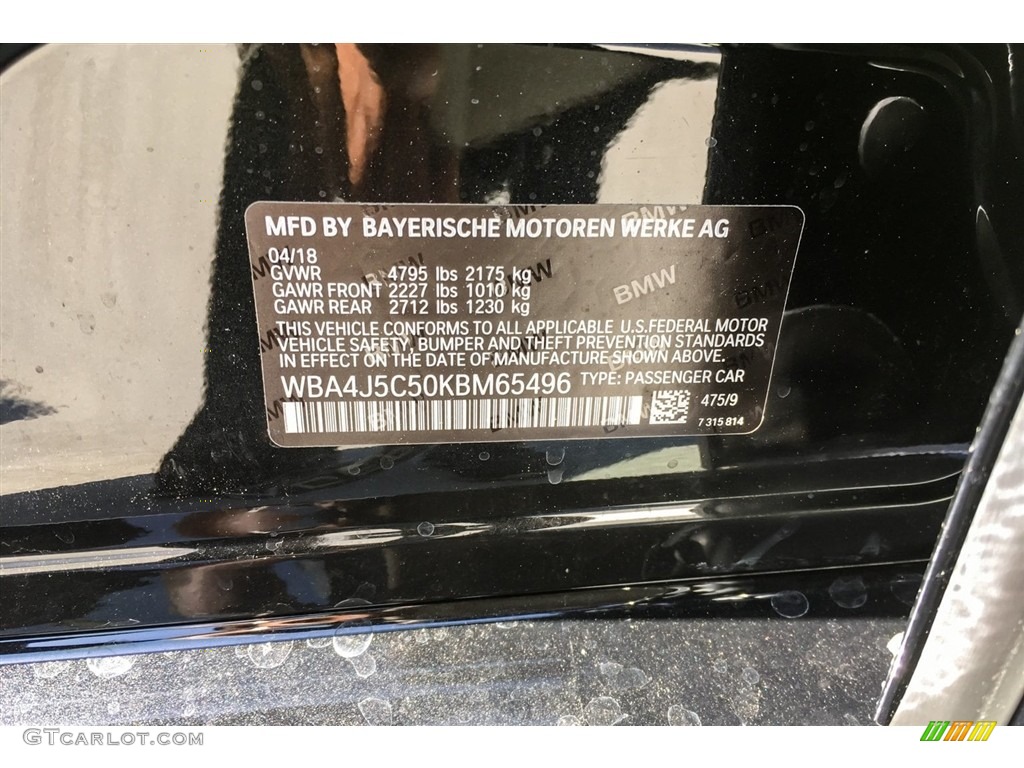 MFD BY BAYERISCHE MOTOREN WERKE AG
04/18
GVWR 4795 lbs 2175 kg
GAWR FRONT 2227 lbs 1010 kg
GAWR REAR 2712 lbs 1230 kg
BMW
THIS VEHICLE CONFORMS TO ALL APPLICABLE U.S.FEDERAL MOTOR
VEHICLE SAFETY, BUMPER AND THEFT PREVENTION STANDARDS
IN EFFECT ON THE DATE OF MANUFACTURE SHOWN ABOVE.
WBA4J5C50KBM65496 TYPE: PASSENGER CAR
475/9
7 315 814
GTCARLOT.COM